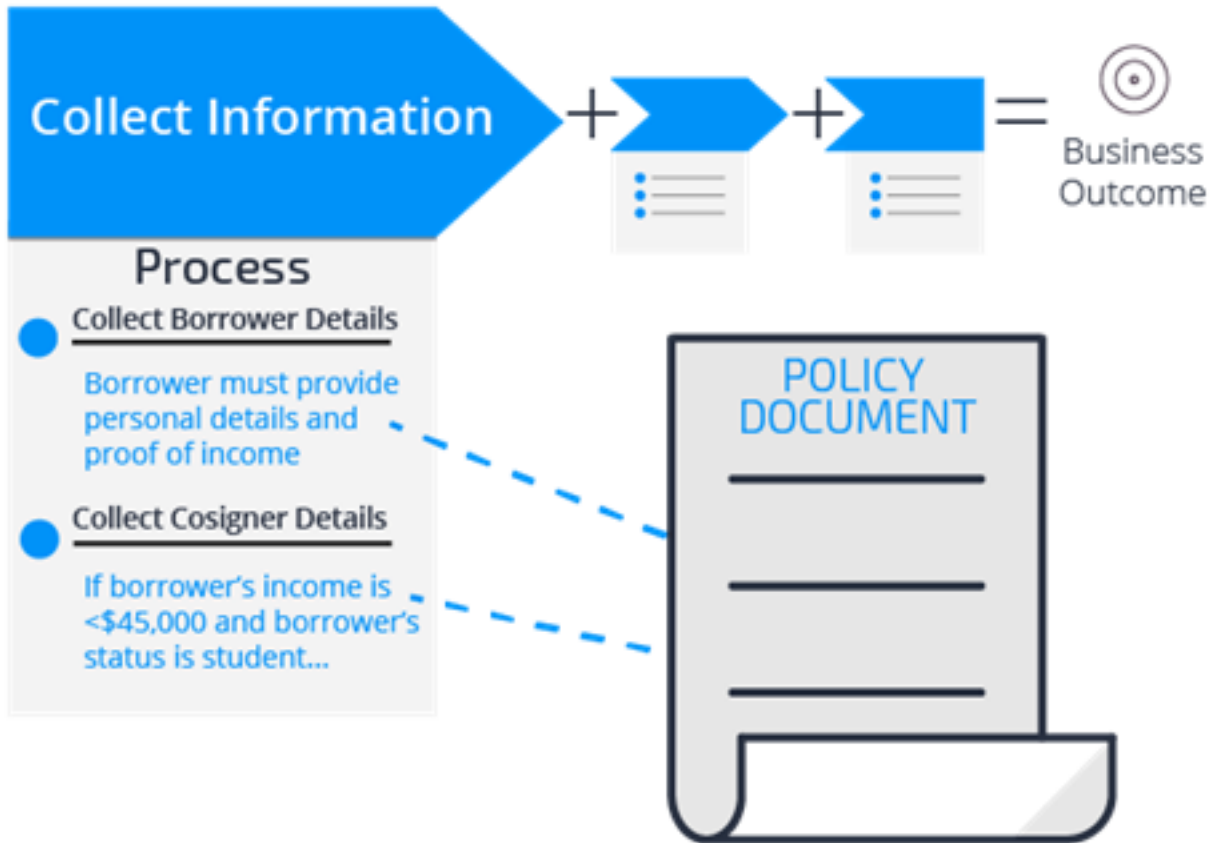 Collect Information
+
+
=
Business
Outcome
Process
Collect Borrower Details
Borrower must provide
personal details and
proof of income
Collect Cosigner Details
If borrower's income is
<$45,000 and borrower's
status is student...
POLICY
DOCUMENT